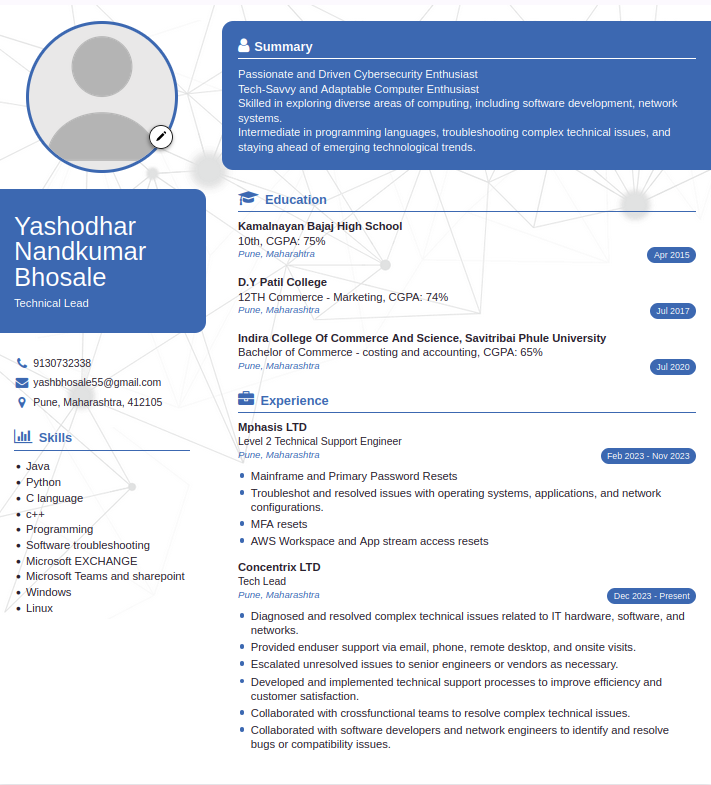 Yashodhar
Nandkumar
Bhosale
Technical Lead
9130732338
yashbhosale55@gmail.com
Pune, Maharashtra, 412105
Skills
Java
Python
C language
c++
Programming
Software troubleshooting
Microsoft EXCHANGE
Microsoft Teams and sharepoint
Windows
Linux
Summary
Passionate and Driven Cybersecurity Enthusiast
Tech-Savvy and Adaptable Computer Enthusiast
Skilled in exploring diverse areas of computing, including software development, network
systems.
Intermediate in programming languages, troubleshooting complex technical issues, and
staying ahead of emerging technological trends.
Education
Kamalnayan Bajaj High School
10th, CGPA: 75%
Pune, Maharahtra
Apr 2015
D.Y Patil College
12TH Commerce - Marketing, CGPA: 74%
Pune, Maharashtra
Jul 2017
Indira College Of Commerce And Science, Savitribai Phule University
Bachelor of Commerce - costing and accounting, CGPA: 65%
Pune, Maharashtra
Jul 2020
Experience
Mphasis LTD
Level 2 Technical Support Engineer
Pune, Maharashtra
Feb 2023 - Nov 2023
Mainframe and Primary Password Resets
Troubleshot and resolved issues with operating systems, applications, and network
configurations.
MFA resets
AWS Workspace and App stream access resets
Concentrix LTD
Tech Lead
Pune, Maharashtra
Dec 2023 - Present
Diagnosed and resolved complex technical issues related to IT hardware, software, and
networks.
Provided enduser support via email, phone, remote desktop, and onsite visits.
Escalated unresolved issues to senior engineers or vendors as necessary.
Developed and implemented technical support processes to improve efficiency and
customer satisfaction.
Collaborated with crossfunctional teams to resolve complex technical issues.
Collaborated with software developers and network engineers to identify and resolve
bugs or compatibility issues.